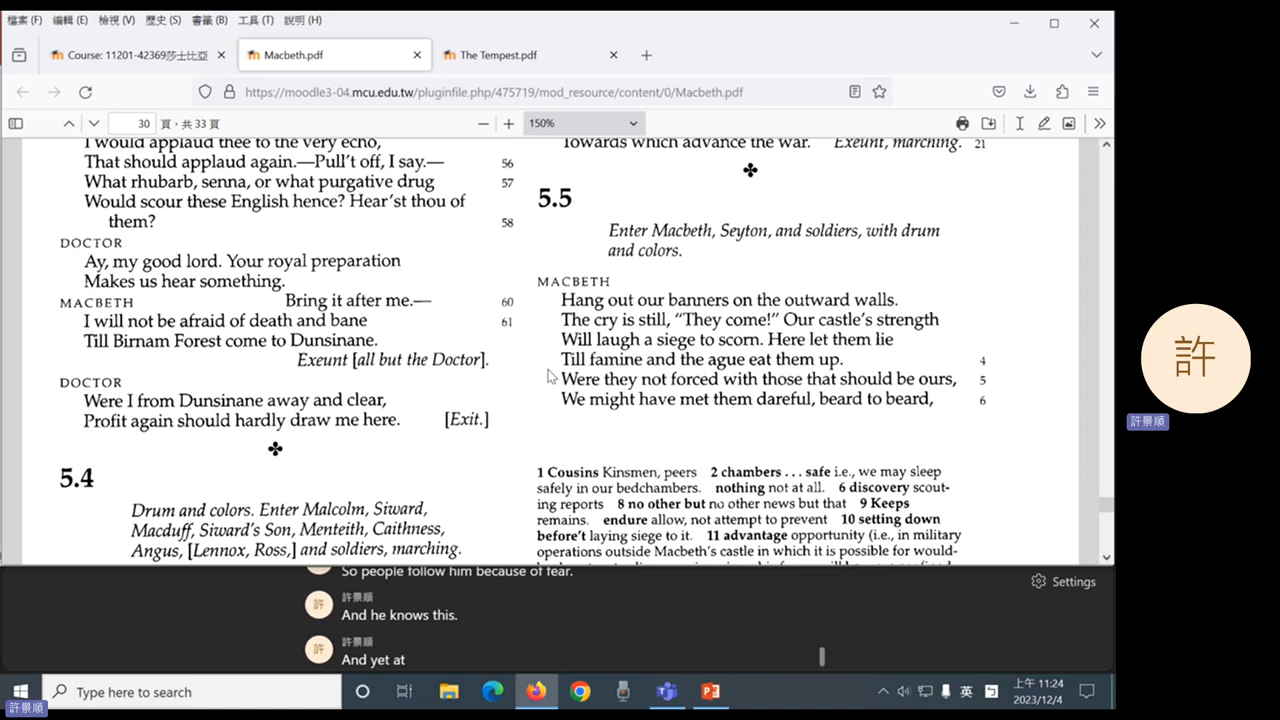 檔案 (F) 編輯 (E) 檢視 (V) 歷史 (S) 書籤 (B) 工具 (T) 說明 (H)
Course: 11201-42369莎士比亞
Macbeth.pdf
The Tempest.pdf
https://moodle3-04.mcu.edu.tw/pluginfile.php/475719/mod_resource/content/0/Macbeth.pdf
30 頁,共 33 頁
150%
I would applaud thee to the very echo,
That should applaud again.—Pull't off, I say.— 56
What rhubarb, senna, or what purgative drug 57
Would scour these English hence? Hear'st thou of
them? 58
DOCTOR
Ay, my good lord. Your royal preparation
Makes us hear something.
MACBETH Bring it after me.— 60
I will not be afraid of death and bane 61
Till Birnam Forest come to Dunsinane.
Exeunt [all but the Doctor].
DOCTOR
Were I from Dunsinane away and clear,
Profit again should hardly draw me here. [Exit.]
5.4
Drum and colors. Enter Malcolm, Siward,
Macduff, Siward's Son, Menteith, Caithness,
Angus, [Lennox, Ross,] and soldiers, marching.
Towards which advance the war. Exeunt, marching. 21
5.5
Enter Macbeth, Seyton, and soldiers, with drum
and colors.
MACBETH
Hang out our banners on the outward walls.
The cry is still, "They come!" Our castle's strength
Will laugh a siege to scorn. Here let them lie
Till famine and the ague eat them up. 4
Were they not forced with those that should be ours, 5
We might have met them dareful, beard to beard, 6
1 Cousins Kinsmen, peers 2 chambers . . . safe i.e., we may sleep
safely in our bedchambers. nothing not at all. 6 discovery scout-
ing reports 8 no other but no other news but that 9 Keeps
remains. endure allow, not attempt to prevent 10 setting down
before't laying siege to it. 11 advantage opportunity (i.e., in military
operations outside Macbeth's castle in which it is possible for would-
So people follow him because of fear.
許 許景順
And he knows this.
許 許景順
And yet at
Settings
許
許景順
Type here to search
英
上午 11:24
2023/12/4
許景順